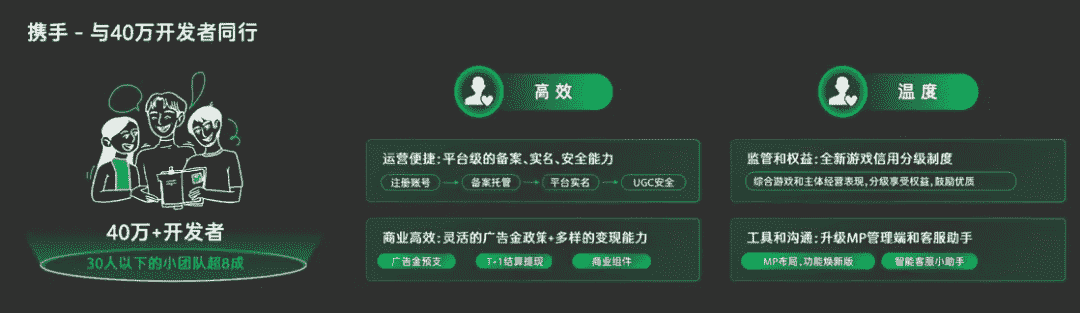 携手 - 与40万开发者同行
40万+开发者
30人以下的小团队超8成
高效
运营便捷:平台级的备案、实名、安全能力
注册账号 → 备案托管 → 平台实名 → UGC安全
商业高效:灵活的广告金政策+多样的变现能力
广告金预支 T-1结算提现 商业组件
温度
监管和权益:全新游戏信用分级制度
综合游戏和主体经营表现,分级享受权益,鼓励优质
工具和沟通:升级MP管理端和客服助手
MP布局、功能焕新版 智能客服小助手